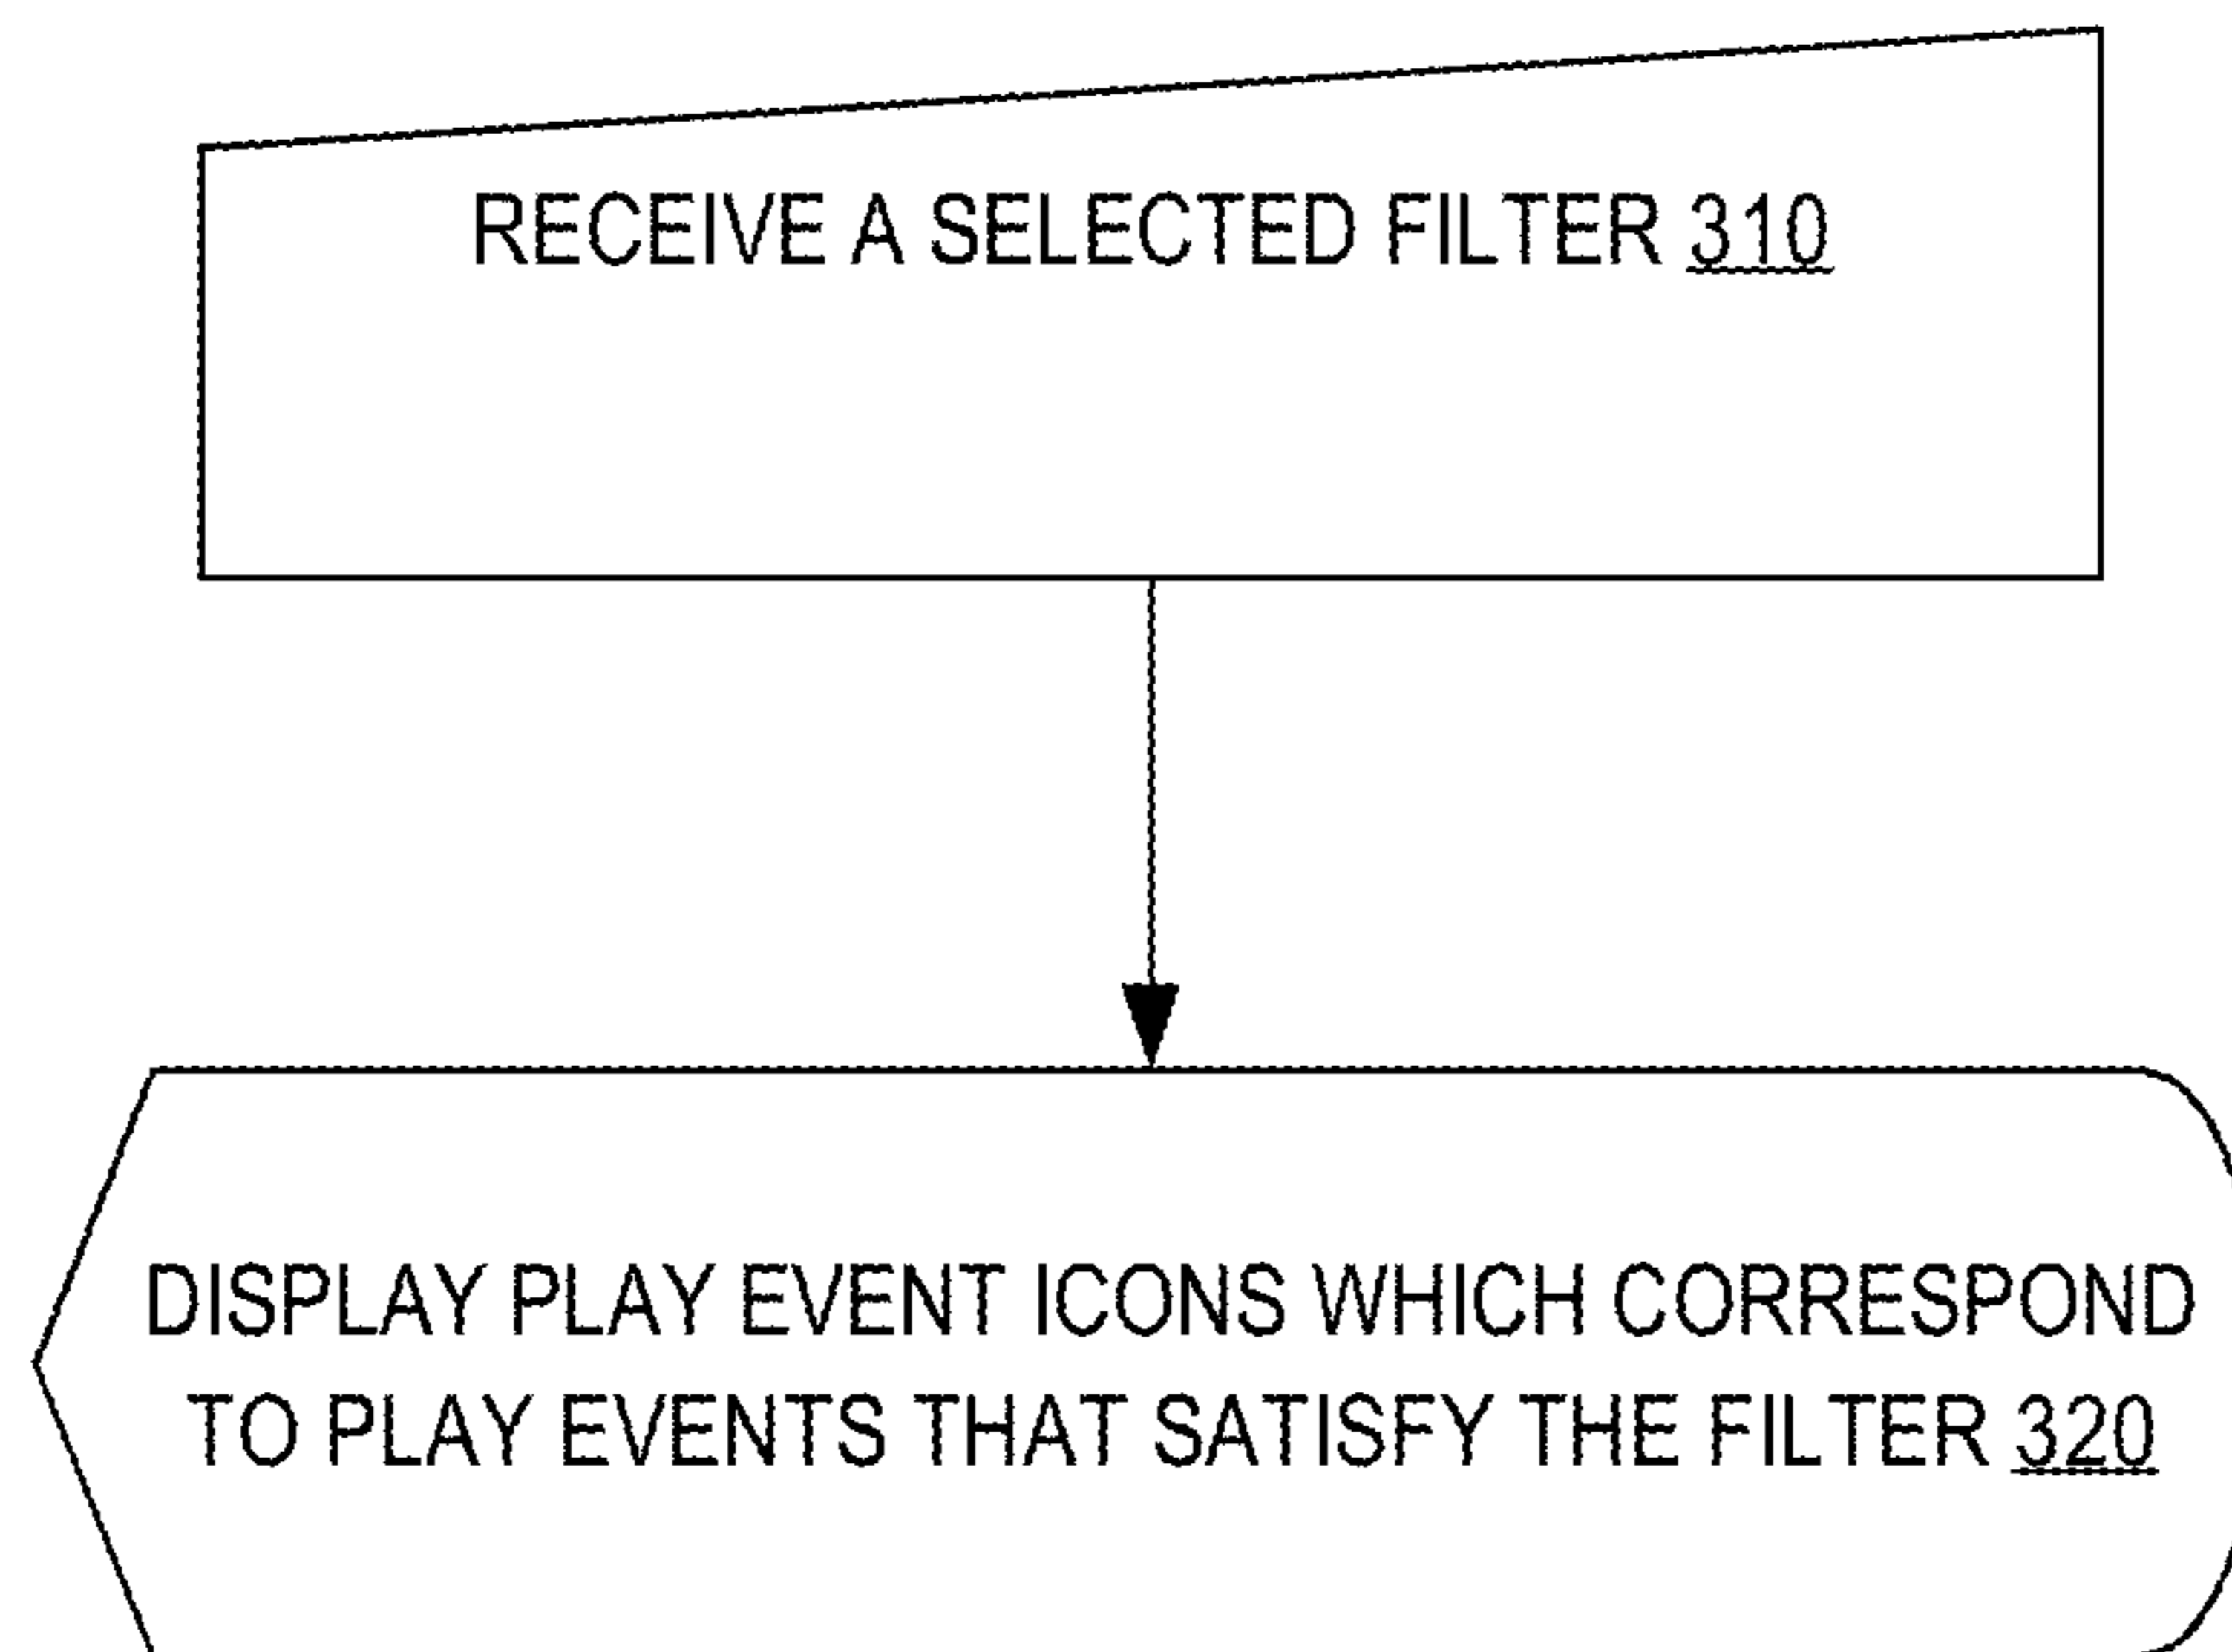 RECEIVE A SELECTED FILTER 310
DISPLAY PLAY EVENT ICONS WHICH CORRESPOND
TO PLAY EVENTS THAT SATISFY THE FILTER 320